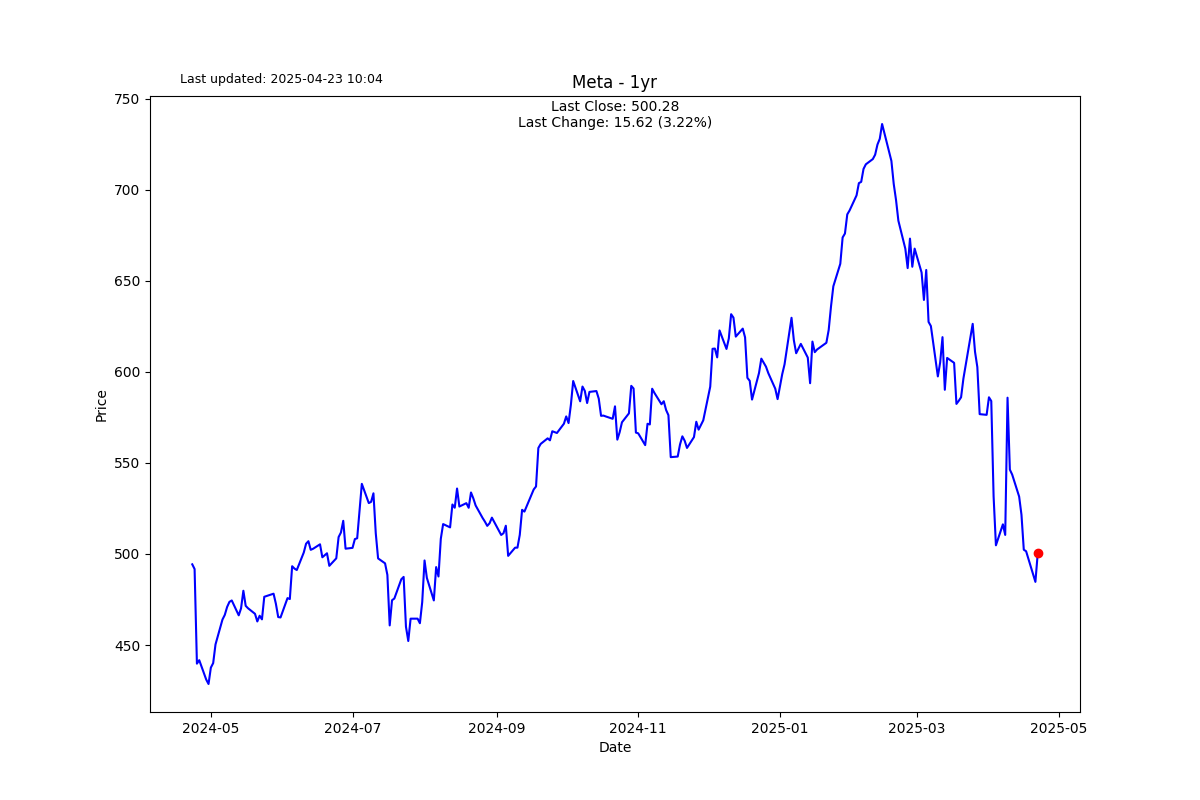 Last updated: 2025-04-23 10:04
Meta - 1yr
Last Close: 500.28
Last Change: 15.62 (3.22%)
750
700
650
600
550
500
450
Price
2024-05
2024-07
2024-09
2024-11
2025-01
2025-03
2025-05
Date